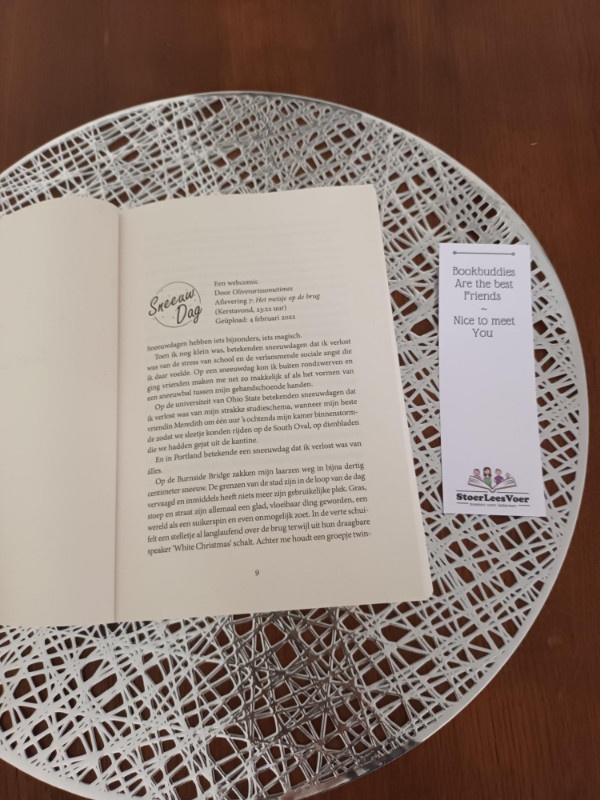 Sneeuw
Dag
Een webcomic
Door Oliveurtsometimes
Aflevering 7: Het meisje op de brug
(Kerstavond, 23:21 uur)
Geüpload: 4 februari 2022
Sneeuwdagen hebben iets bijzonders, iets magisch.
Toen ik nog klein was, betekenden sneeuwdagen dat ik verlost
was van de stress van school en de verlammende sociale angst die
ik daar voelde. Op een sneeuwdag kon ik buiten rondzwerven en
ging vrienden maken me net zo makkelijk af als het vormen van
een sneeuwbal tussen mijn gehandschoende handen.
Op de universiteit van Ohio State betekenden sneeuwdagen dat
ik verlost was van mijn strakke studieschema, wanneer mijn beste
vriendin Meredith om één uur 's ochtends mijn kamer binnenstorm-
de zodat we sleetje konden rijden op de South Oval, op dienbladen
die we hadden gejat uit de kantine.
En in Portland betekende een sneeuwdag dat ik verlost was van
álles.
Op de Burnside Bridge zakken mijn laarzen weg in bijna dertig
centimeter sneeuw. De grenzen van de stad zijn in de loop van de dag
vervaagd en inmiddels heeft niets meer zijn gebruikelijke plek. Gras,
stoep en straat zijn allemaal een glad, vloeibaar ding geworden, een
wereld als een suikerspin en even onmogelijk zoet. In de verte schui-
felt een stelletje al langlaufend over de brug terwijl uit hun draagbare
speaker 'White Christmas' schalt. Achter me houdt een groepje twin-
9
Bookbuddies
Are the best
Friends
~
Nice to meet
You
StoerLeesVoer